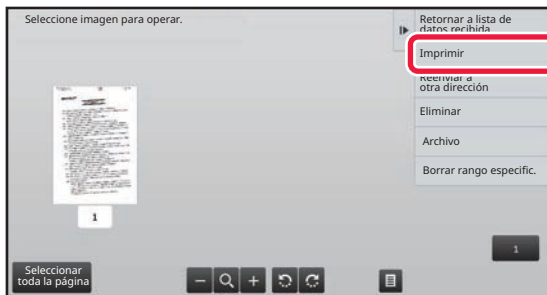 Seleccione imagen para operar.
Retornar a lista de
datos recibida
Imprimir
Reenviar a
otra dirección
Eliminar
Archivo
Borrar rango especific.
1
1
Seleccionar
toda la página